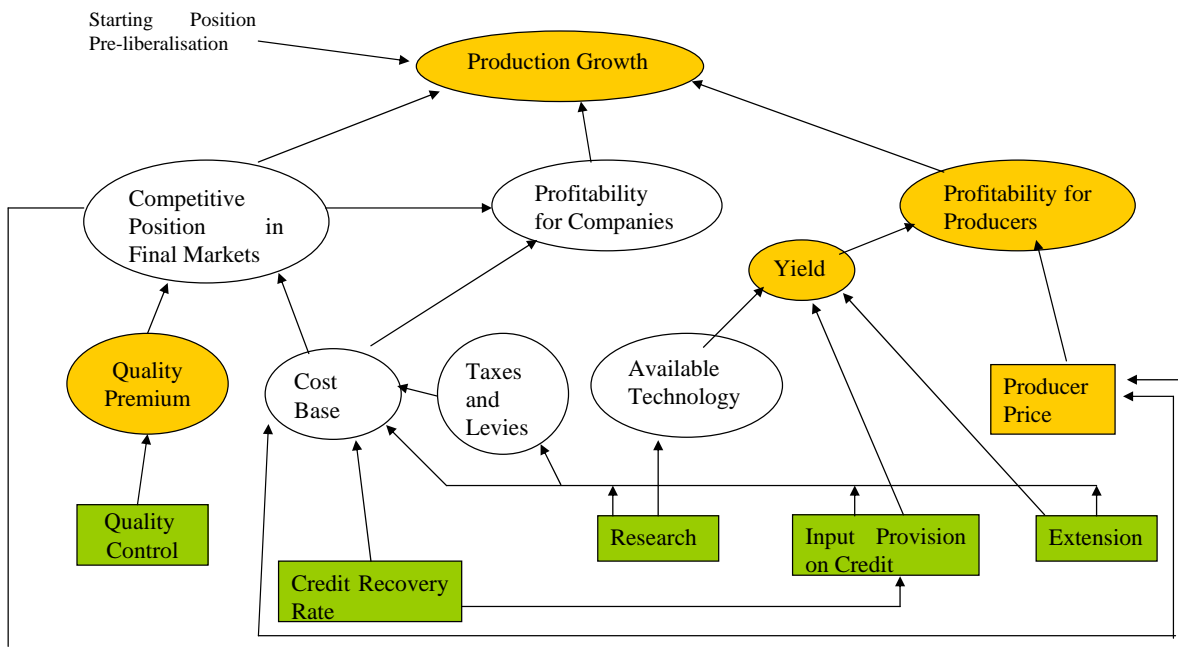 Starting Position
Pre-liberalisation
Production Growth
Competitive
Position in
Final Markets
Profitability
for Companies
Profitability for
Producers
Yield
Quality
Premium
Cost
Base
Taxes
and
Levies
Available
Technology
Producer
Price
Quality
Control
Research
Input Provision
on Credit
Extension
Credit Recovery
Rate